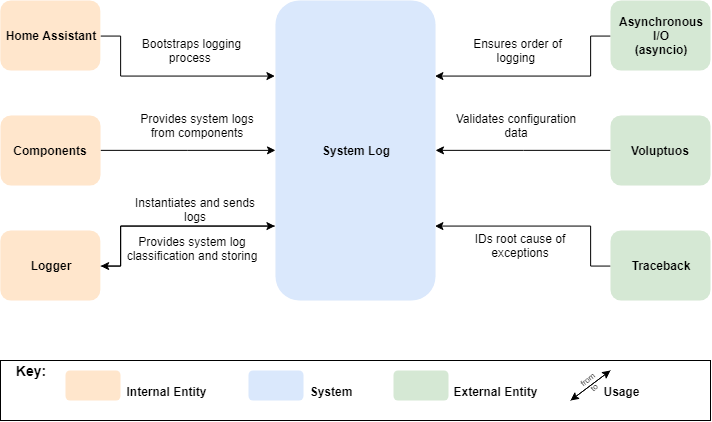 Home Assistant
Bootstraps logging
process
Ensures order of
logging
Asynchronous
I/O
(asyncio)
Components
Provides system logs
from components
System Log
Validates configuration
data
Voluptuos
Instantiates and sends
logs
Logger
Provides system log
classification and storing
IDs root cause of
exceptions
Traceback
Key:
Internal Entity
System
External Entity
from
to
Usage